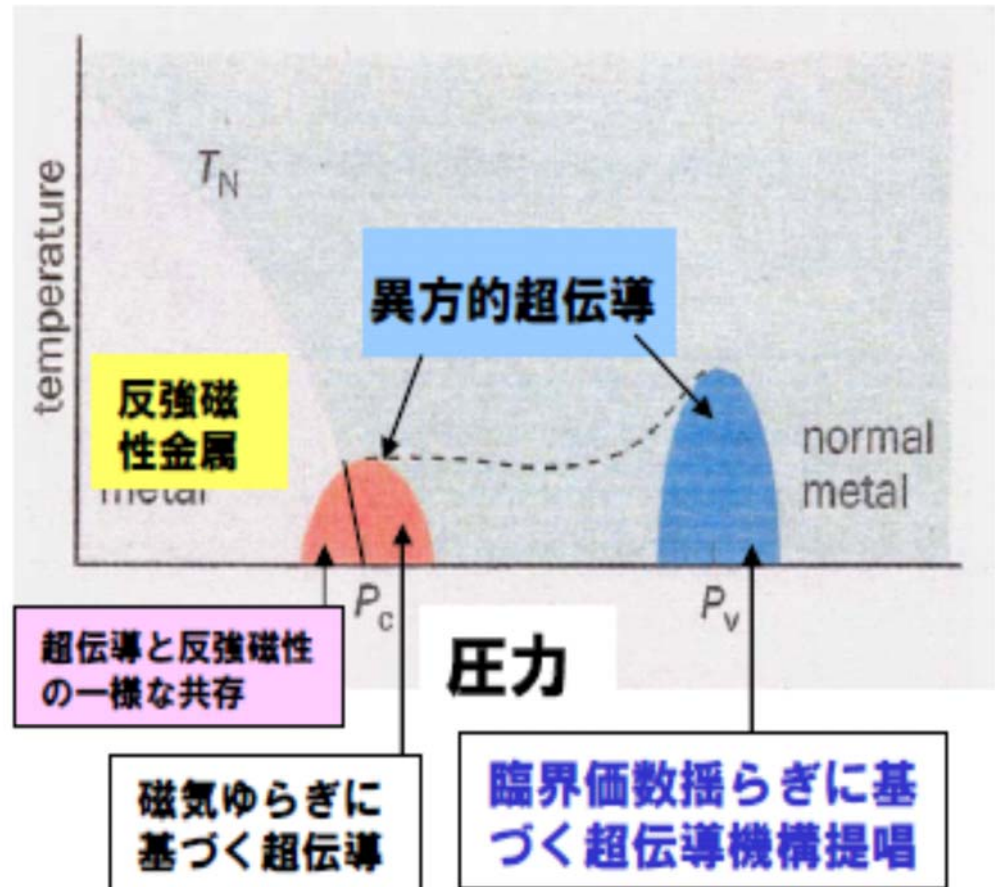 temperature
T_N
異方的超伝導
反強磁
性金属
metal
normal
metal
P_c
P_v
圧力
超伝導と反強磁性
の一様な共存
磁気ゆらぎに
基づく超伝導
臨界価数揺らぎに基
づく超伝導機構提唱